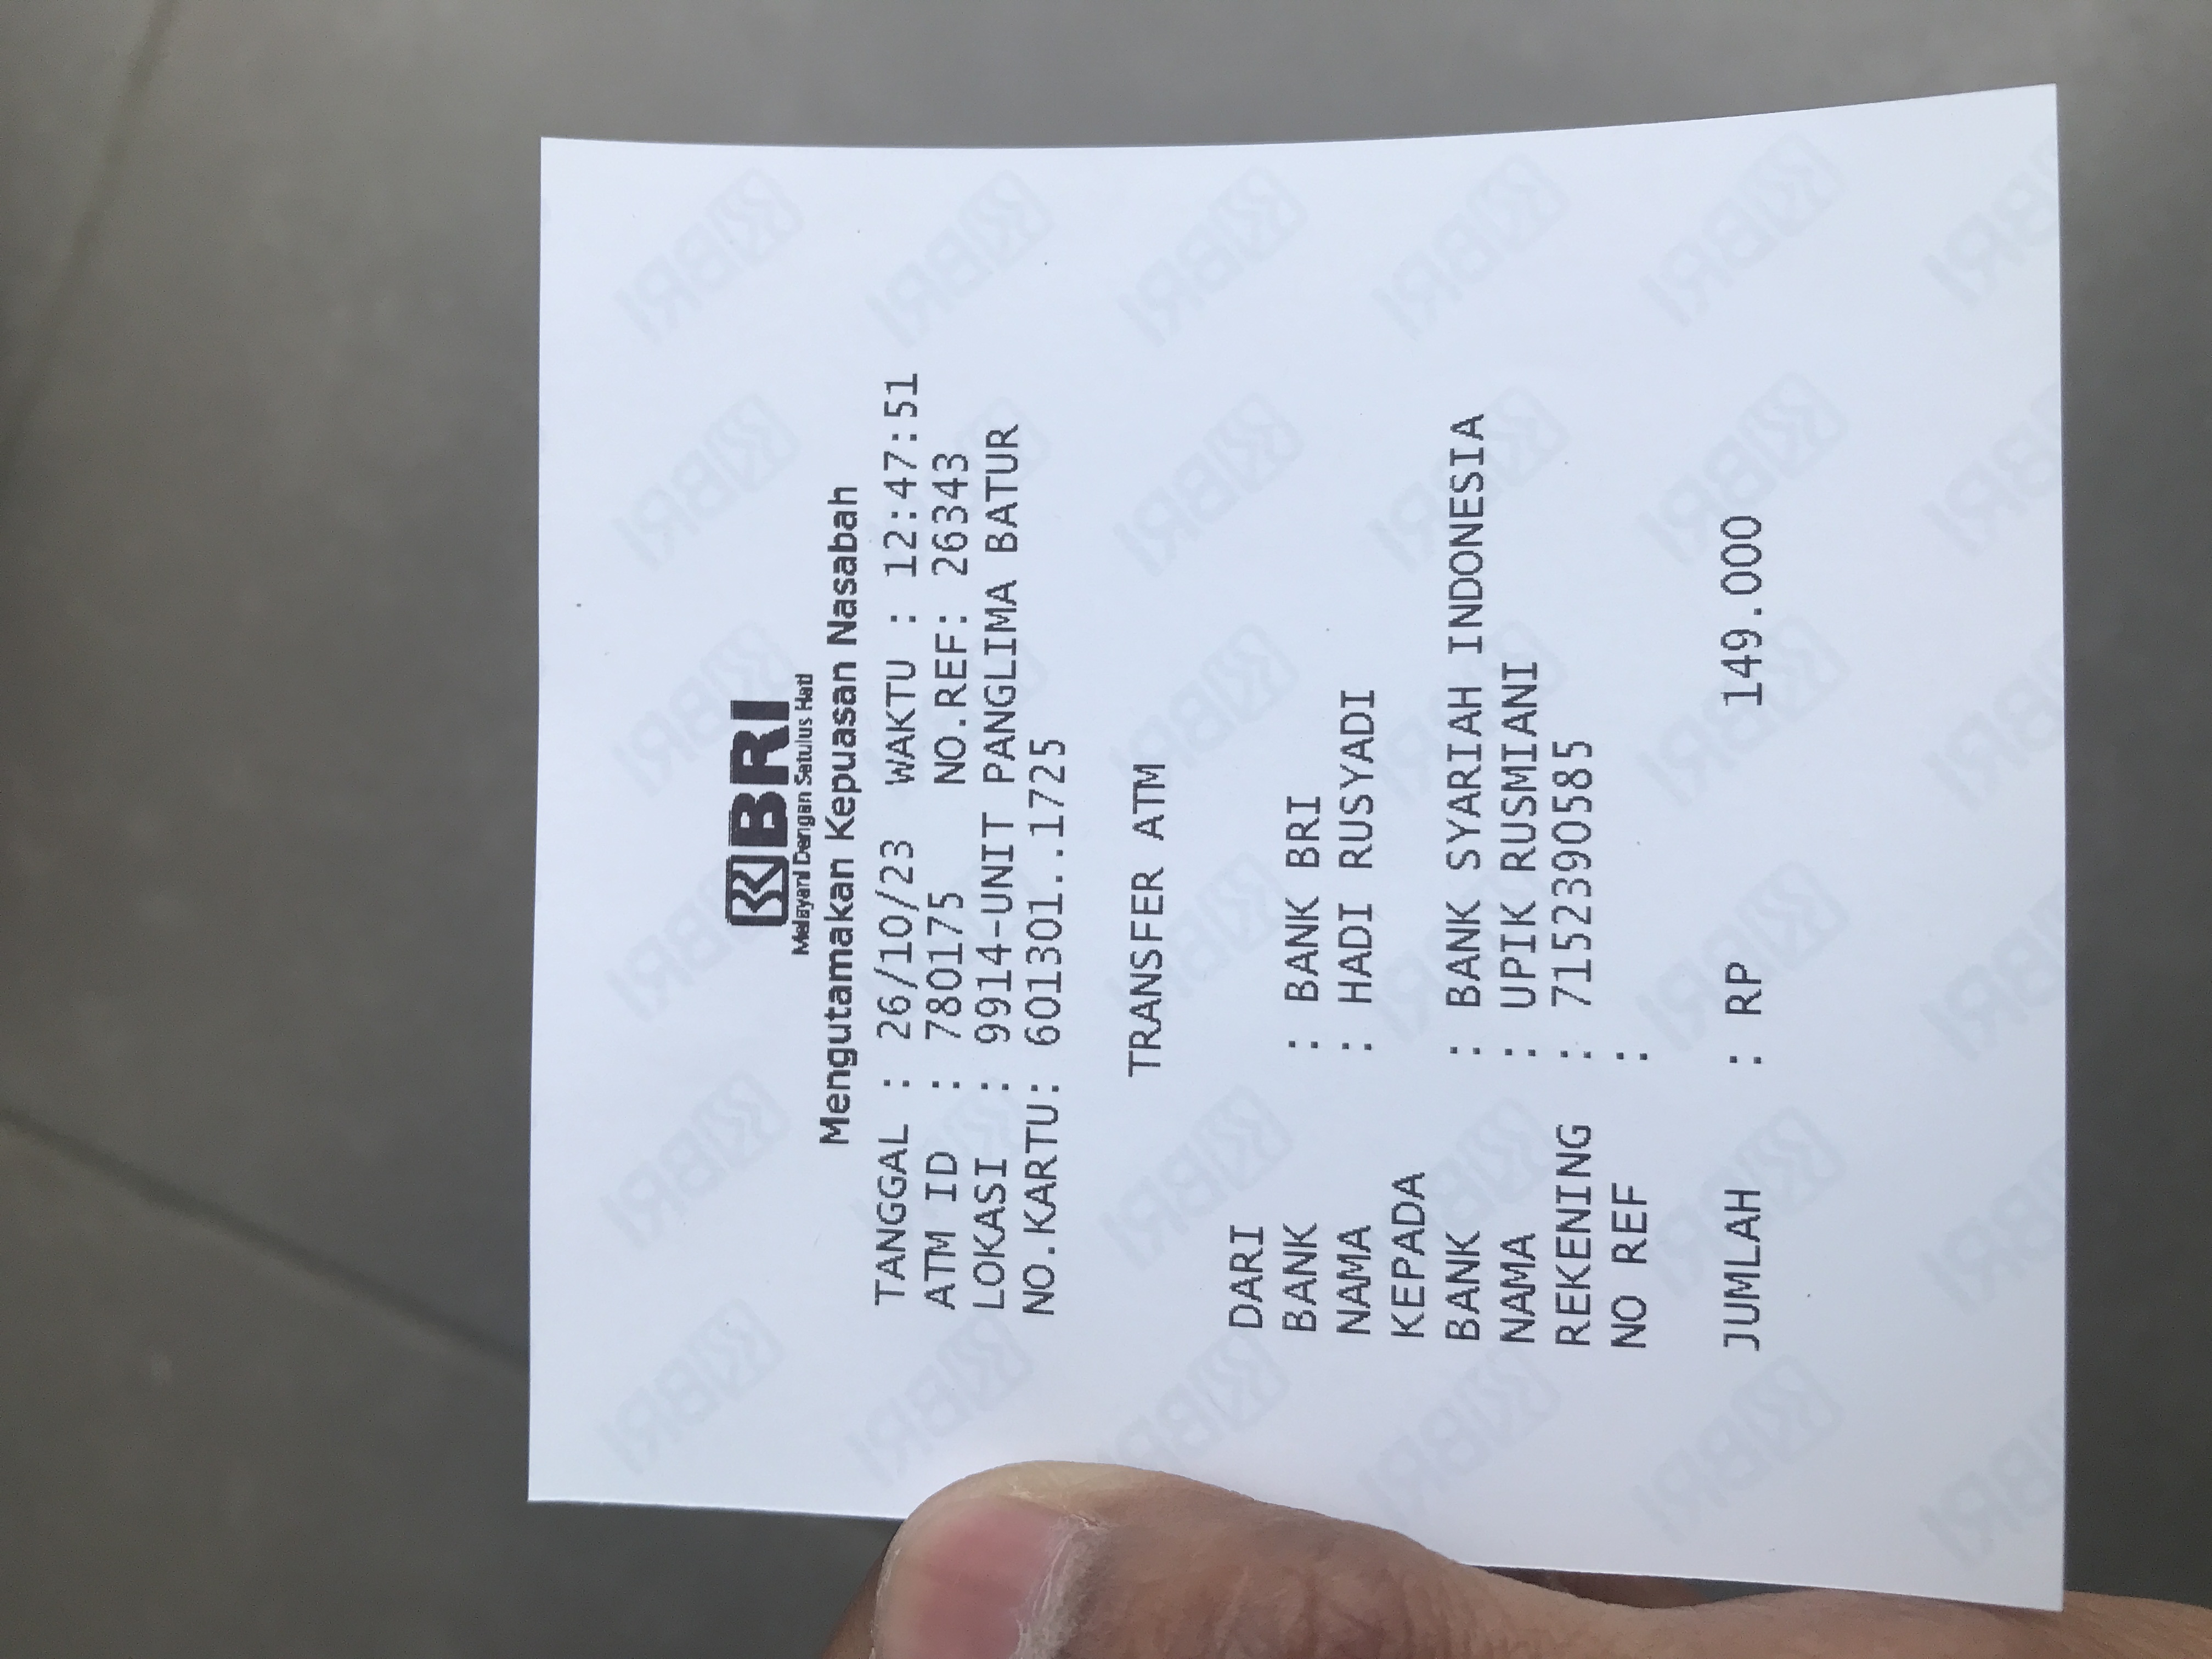 BRI
Melayani Dengan Setulus Hati
Mengutamakan Kepuasan Nasabah
TANGGAL : 26/10/23 WAKTU : 12:47:51
ATM ID : 780175 NO.REF: 26343
LOKASI : 9914-UNIT PANGLIMA BATUR
NO.KARTU: 601301..1725
TRANSFER ATM
DARI
BANK : BANK BRI
NAMA : HADI RUSYADI
KEPADA
BANK : BANK SYARIAH INDONESIA
NAMA : UPIK RUSMIANI
REKENING : 7152390585
NO REF :
JUMLAH : RP 149.000